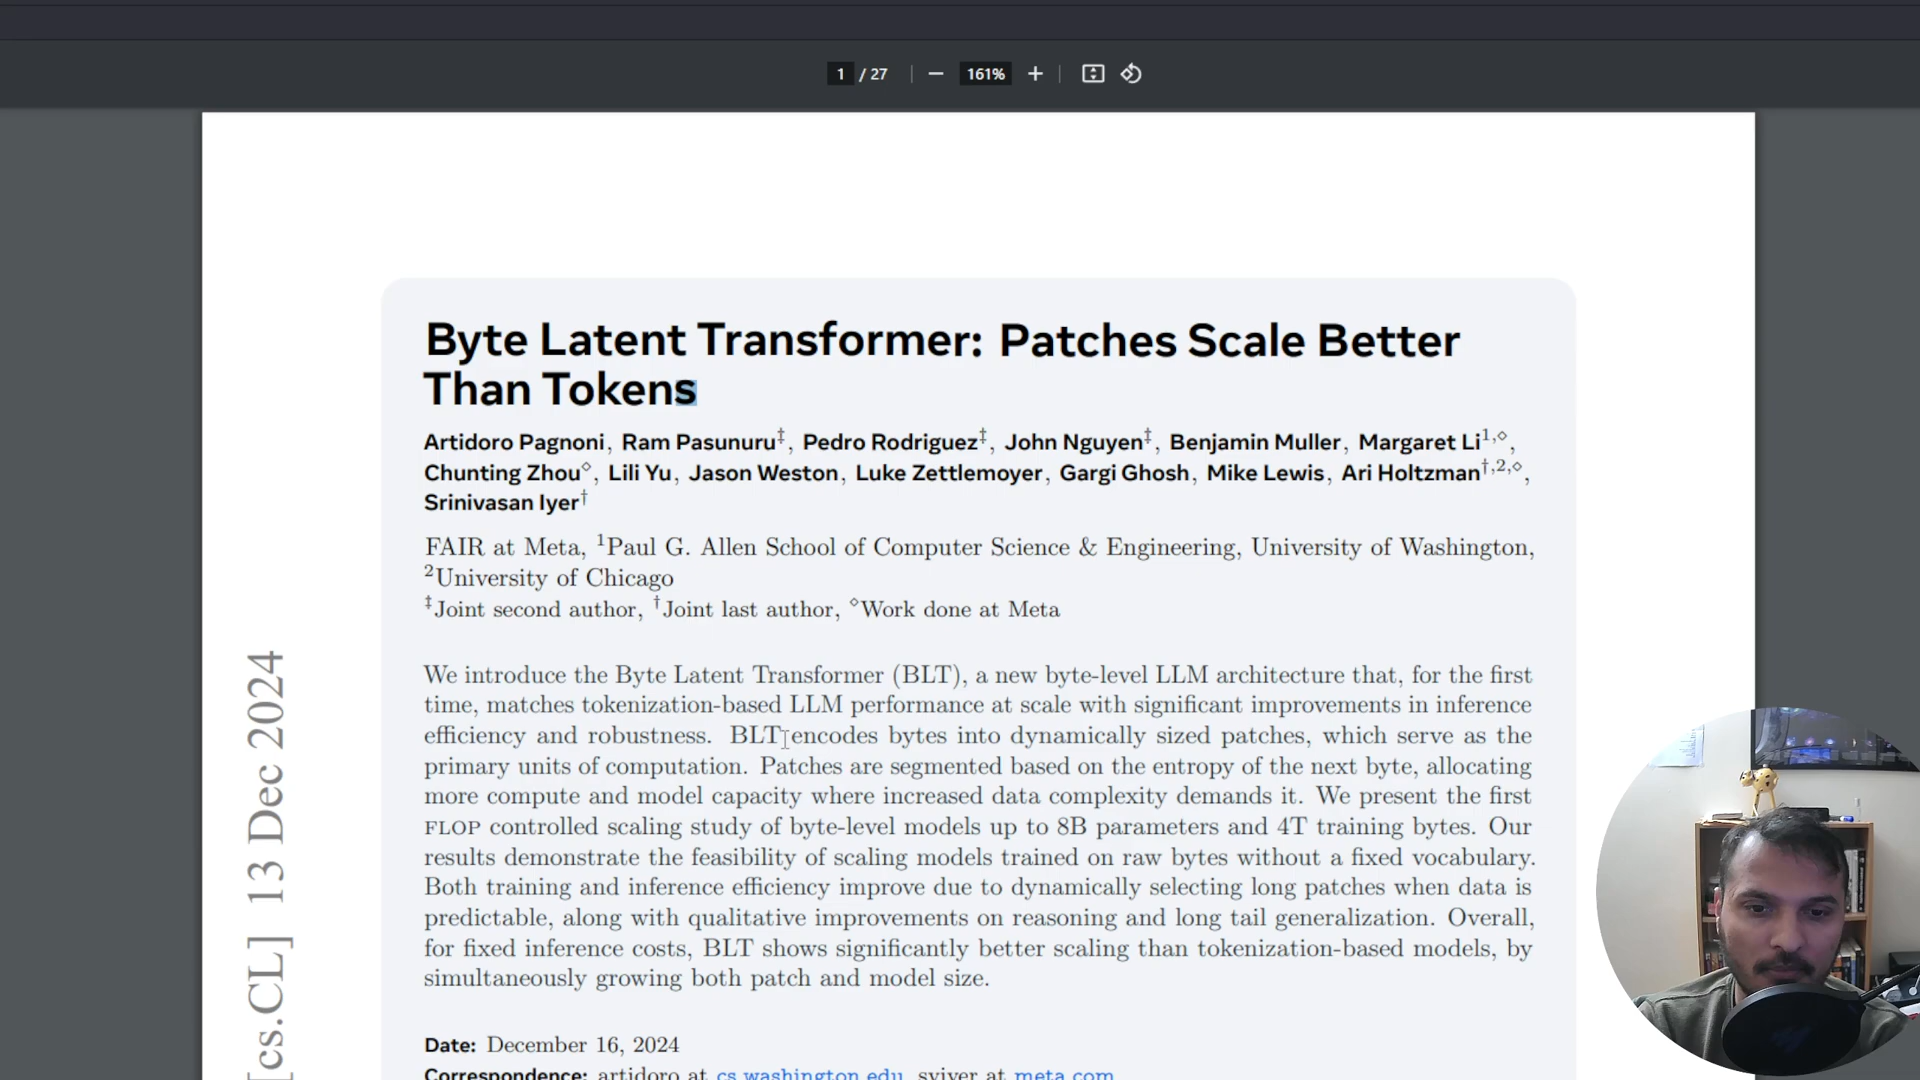 1 / 27
161%
Byte Latent Transformer: Patches Scale Better
Than Tokens
Artidoro Pagnoni, Ram Pasunuru‡, Pedro Rodriguez‡, John Nguyen‡, Benjamin Muller, Margaret Li1,⋄,
Chunting Zhou⋄, Lili Yu, Jason Weston, Luke Zettlemoyer, Gargi Ghosh, Mike Lewis, Ari Holtzman†,2,⋄,
Srinivasan Iyer†
FAIR at Meta, 1Paul G. Allen School of Computer Science & Engineering, University of Washington,
2University of Chicago
‡Joint second author, †Joint last author, ⋄Work done at Meta
We introduce the Byte Latent Transformer (BLT), a new byte-level LLM architecture that, for the first
time, matches tokenization-based LLM performance at scale with significant improvements in inference
efficiency and robustness. BLT encodes bytes into dynamically sized patches, which serve as the
primary units of computation. Patches are segmented based on the entropy of the next byte, allocating
more compute and model capacity where increased data complexity demands it. We present the first
FLOP controlled scaling study of byte-level models up to 8B parameters and 4T training bytes. Our
results demonstrate the feasibility of scaling models trained on raw bytes without a fixed vocabulary.
Both training and inference efficiency improve due to dynamically selecting long patches when data is
predictable, along with qualitative improvements on reasoning and long tail generalization. Overall,
for fixed inference costs, BLT shows significantly better scaling than tokenization-based models, by
simultaneously growing both patch and model size.
Date: December 16, 2024
Correspondence: artidoro at cs.washington.edu, sviyer at meta.com
[cs.CL] 13 Dec 2024